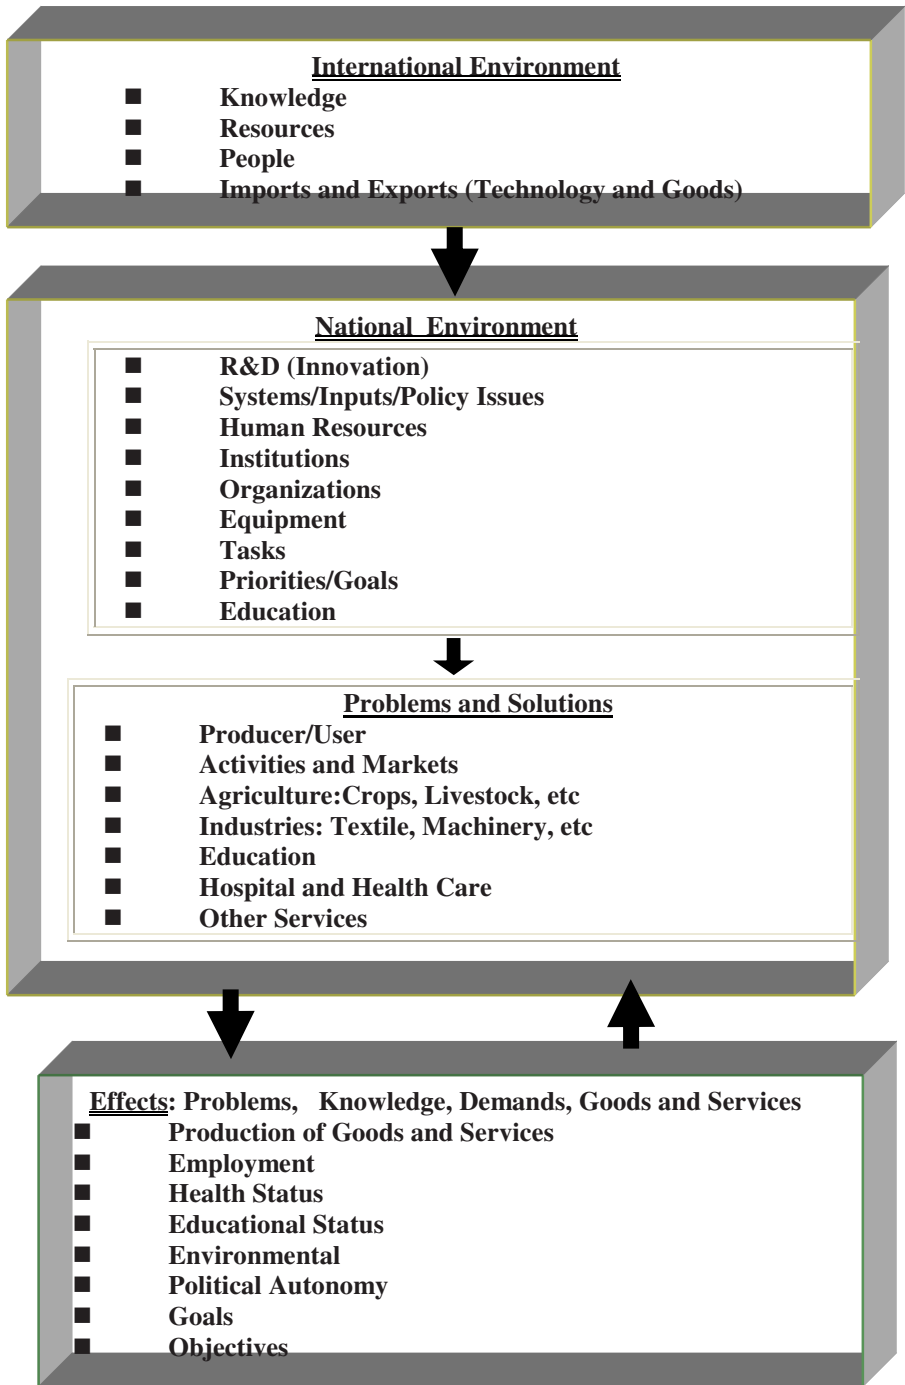 International Environment
■ Knowledge
■ Resources
■ People
■ Imports and Exports (Technology and Goods)
National Environment
■ R&D (Innovation)
■ Systems/Inputs/Policy Issues
■ Human Resources
■ Institutions
■ Organizations
■ Equipment
■ Tasks
■ Priorities/Goals
■ Education
Problems and Solutions
■ Producer/User
■ Activities and Markets
■ Agriculture:Crops, Livestock, etc
■ Industries: Textile, Machinery, etc
■ Education
■ Hospital and Health Care
■ Other Services
Effects: Problems, Knowledge, Demands, Goods and Services
■ Production of Goods and Services
■ Employment
■ Health Status
■ Educational Status
■ Environmental
■ Political Autonomy
■ Goals
■ Objectives